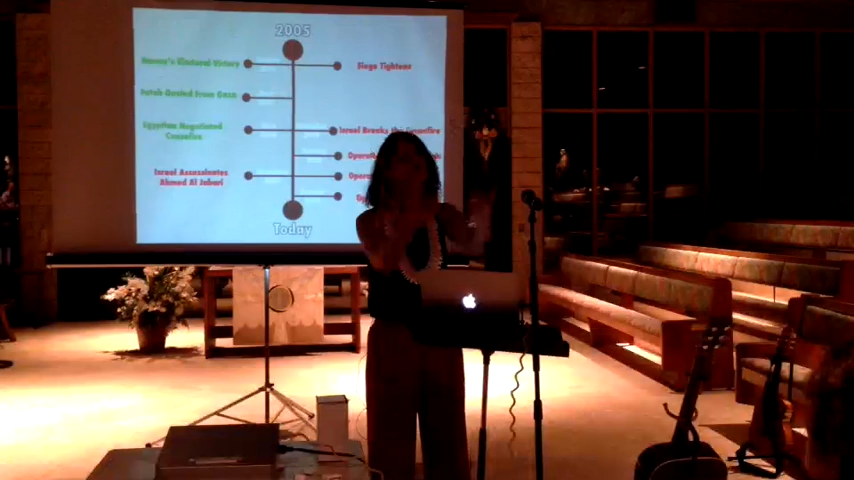 2005
Hamas's Electoral Victory
Siege Tightens
Fatah Ousted From Gaza
Egyptian Negotiated
Ceasefire
Israel Breaks the Ceasefire
Israel Assassinates
Ahmed Al Jabari
Today